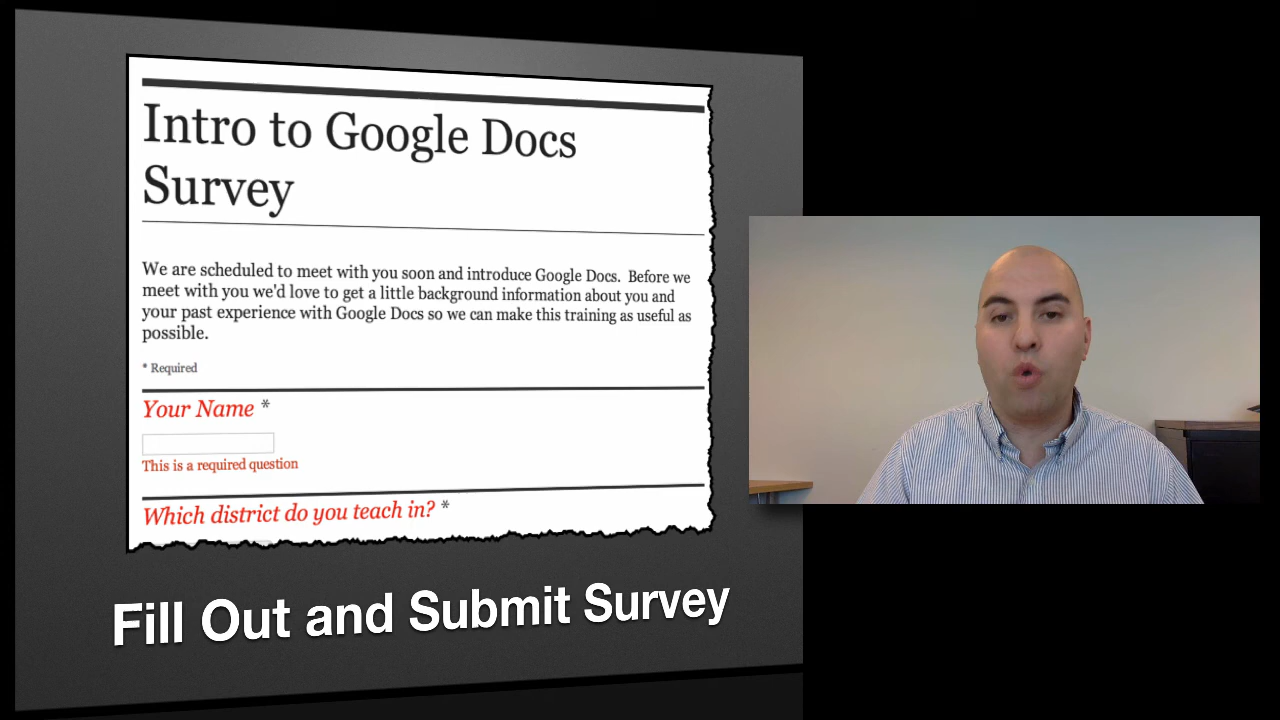 Intro to Google Docs
Survey
We are scheduled to meet with you soon and introduce Google Docs.  Before we
meet with you we'd love to get a little background information about you and
your past experience with Google Docs so we can make this training as useful as
possible.
* Required
Your Name *
This is a required question
Which district do you teach in? *
Fill Out and Submit Survey